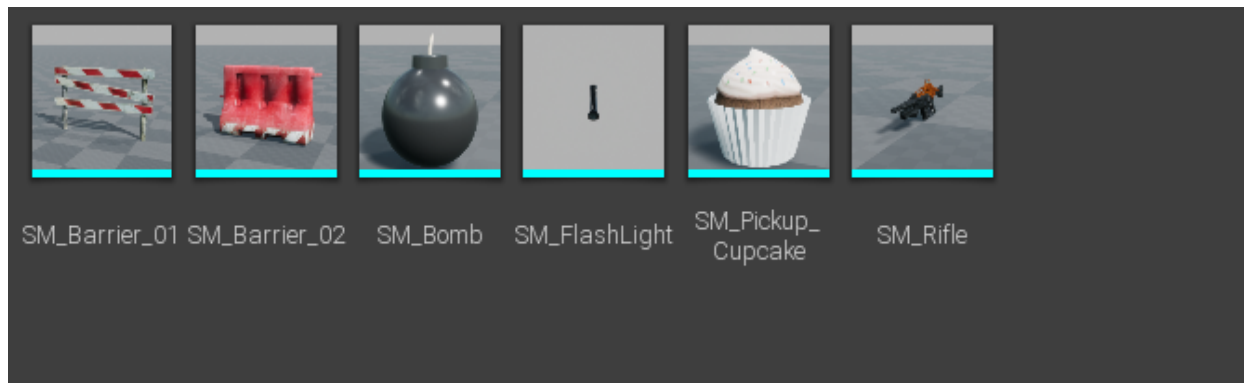 SM_Barrier_01
SM_Barrier_02
SM_Bomb
SM_FlashLight
SM_Pickup_
Cupcake
SM_Rifle